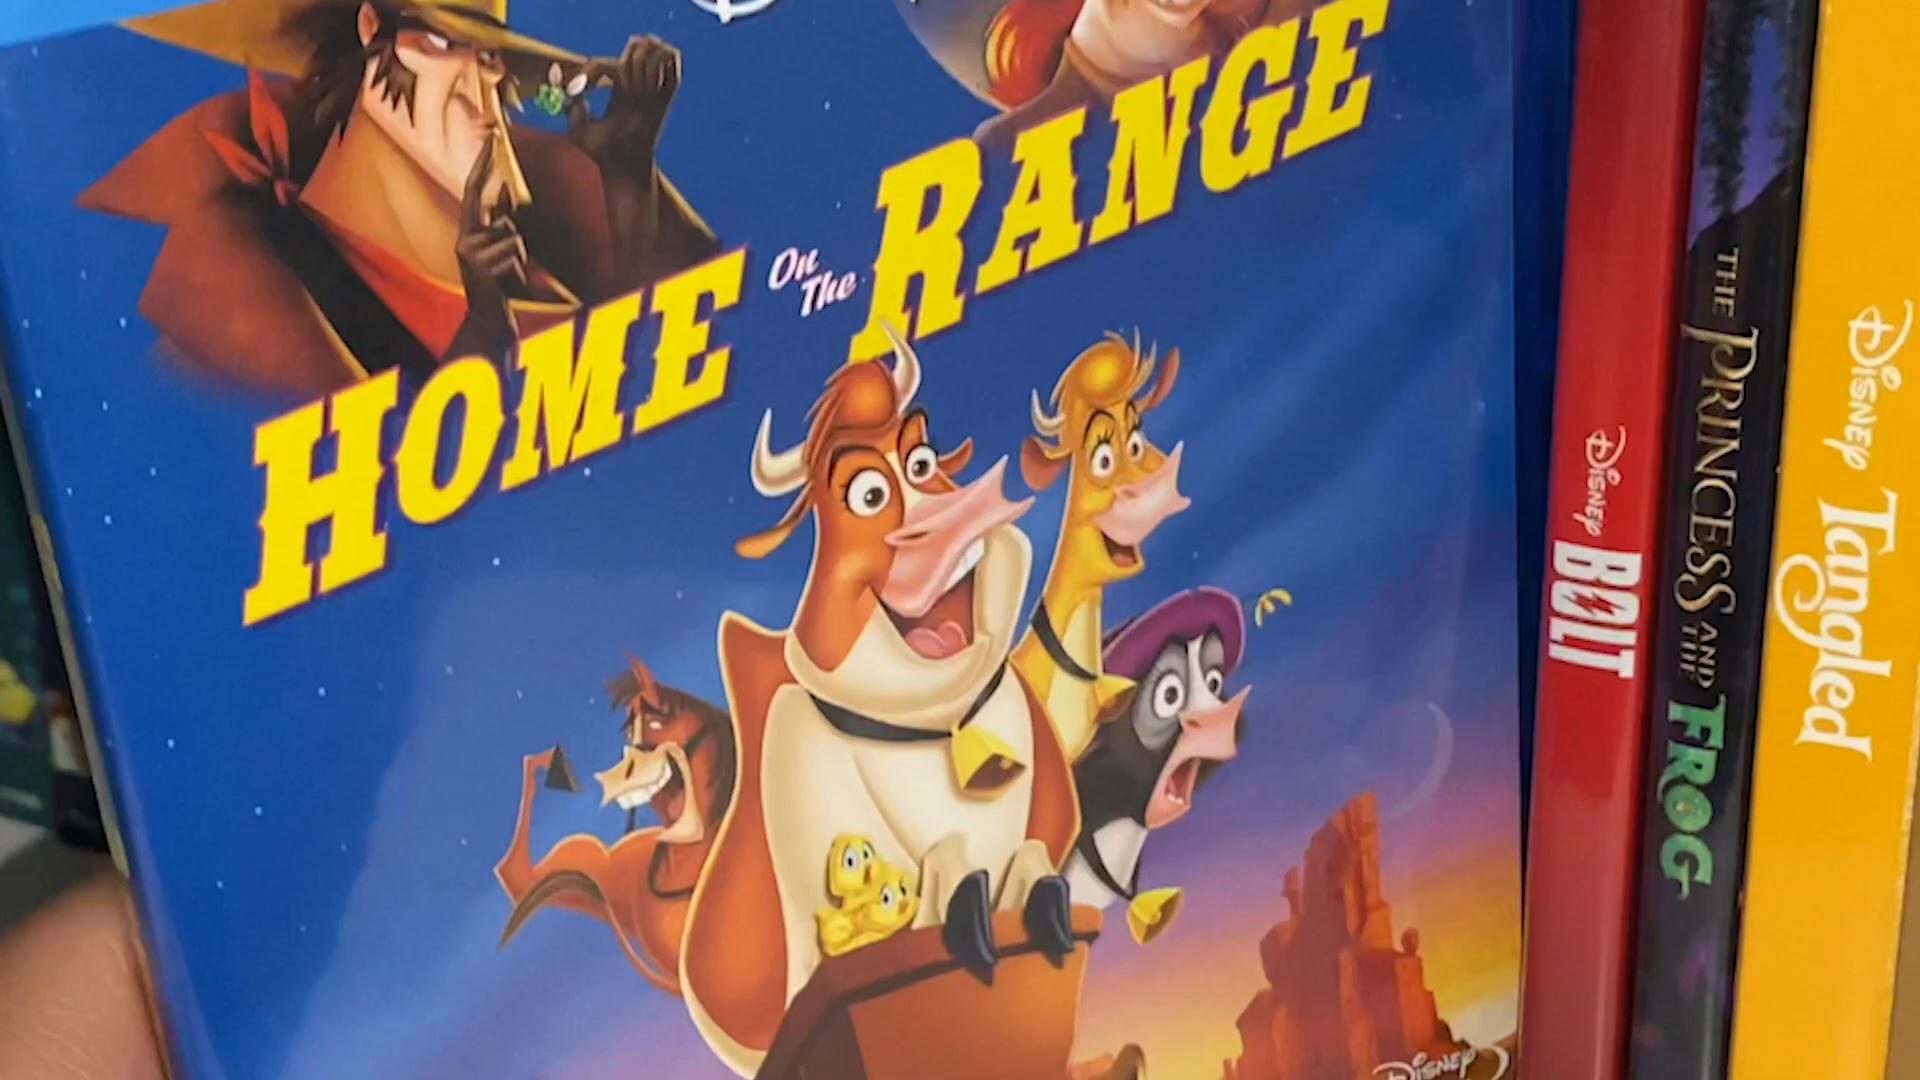 HOME On The RANGE
Disney
Disney BOLT
THE PRINCESS AND THE FROG
Disney Tangled